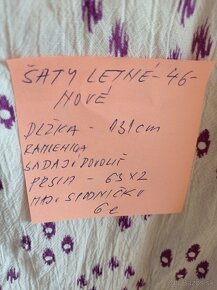 ŠATY LETNÉ - 46 -
NOVÉ
DĹŽKA - 131cm
RAMIENKA
SA DAJÚ POVOLIŤ
PRSIA - 63 x 2
MAJÚ SPODNIČKU
6 e